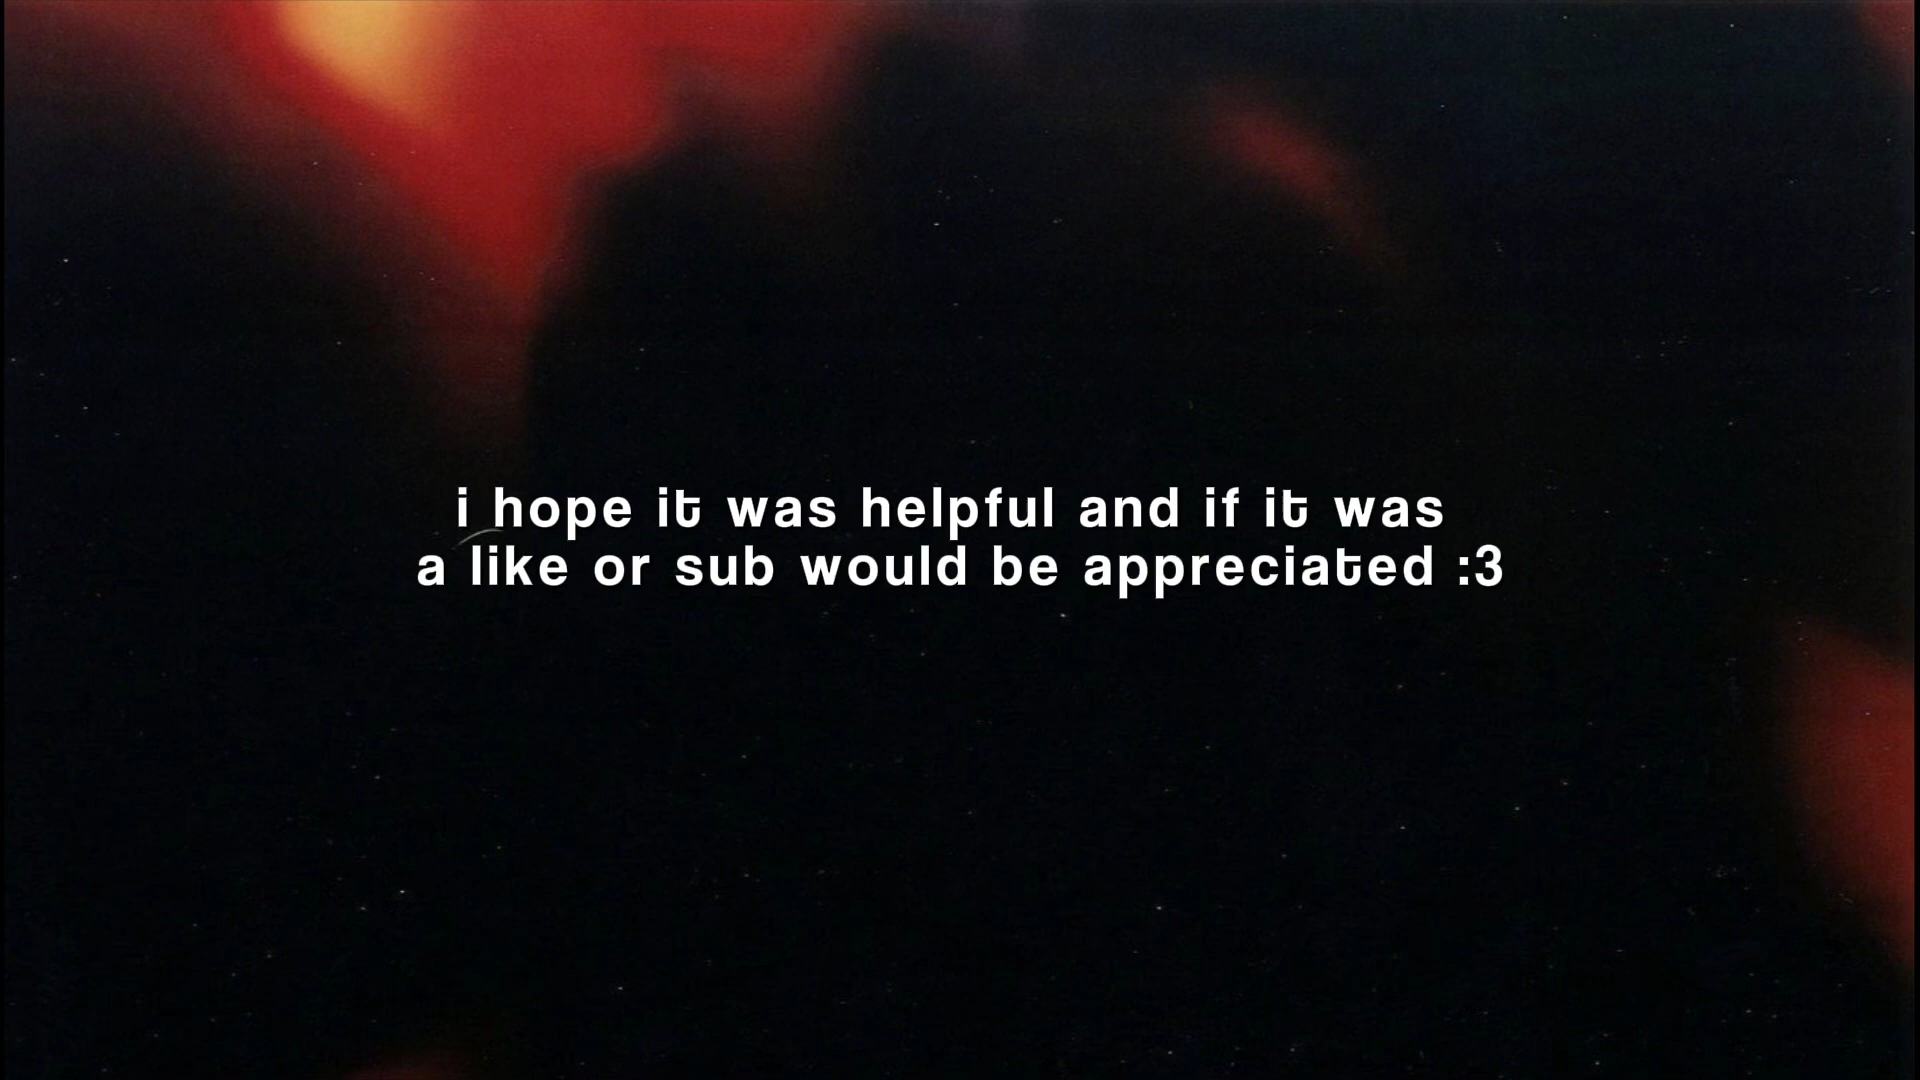 i hope it was helpful and if it was
a like or sub would be appreciated :3